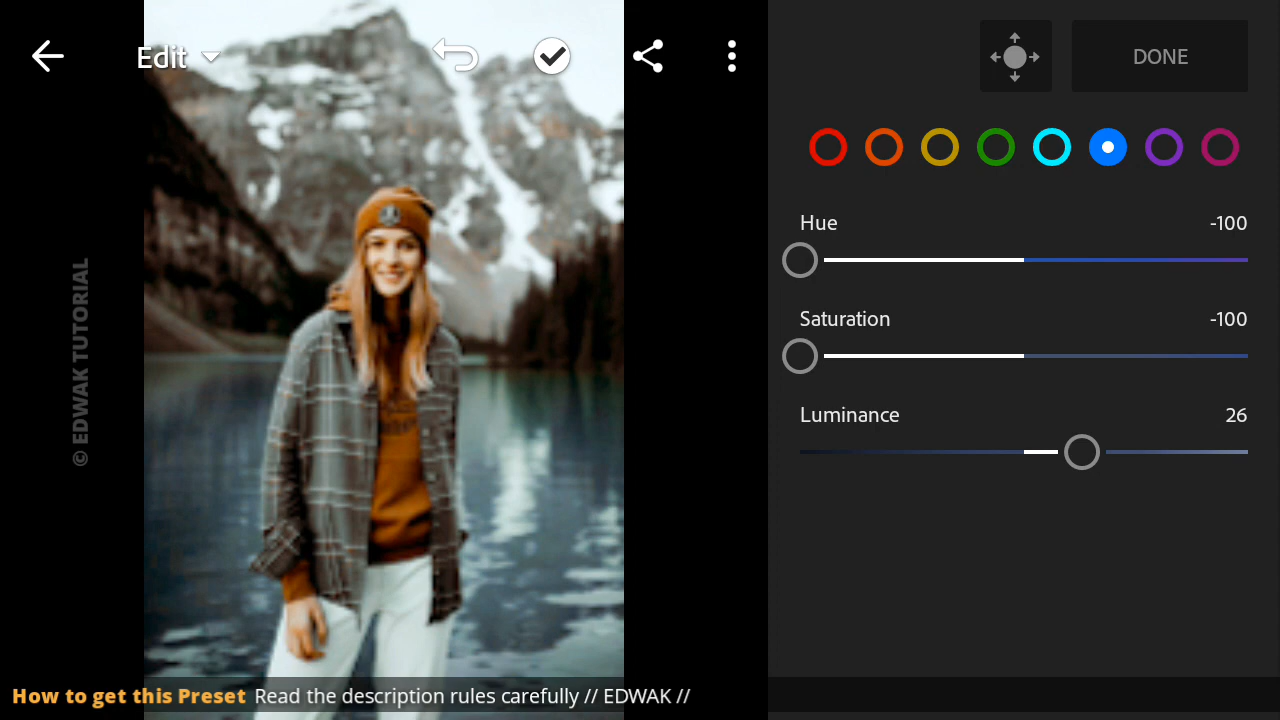 Edit
DONE
Hue -100
Saturation -100
Luminance 26
© EDWAK TUTORIAL
How to get this Preset Read the description rules carefully // EDWAK //